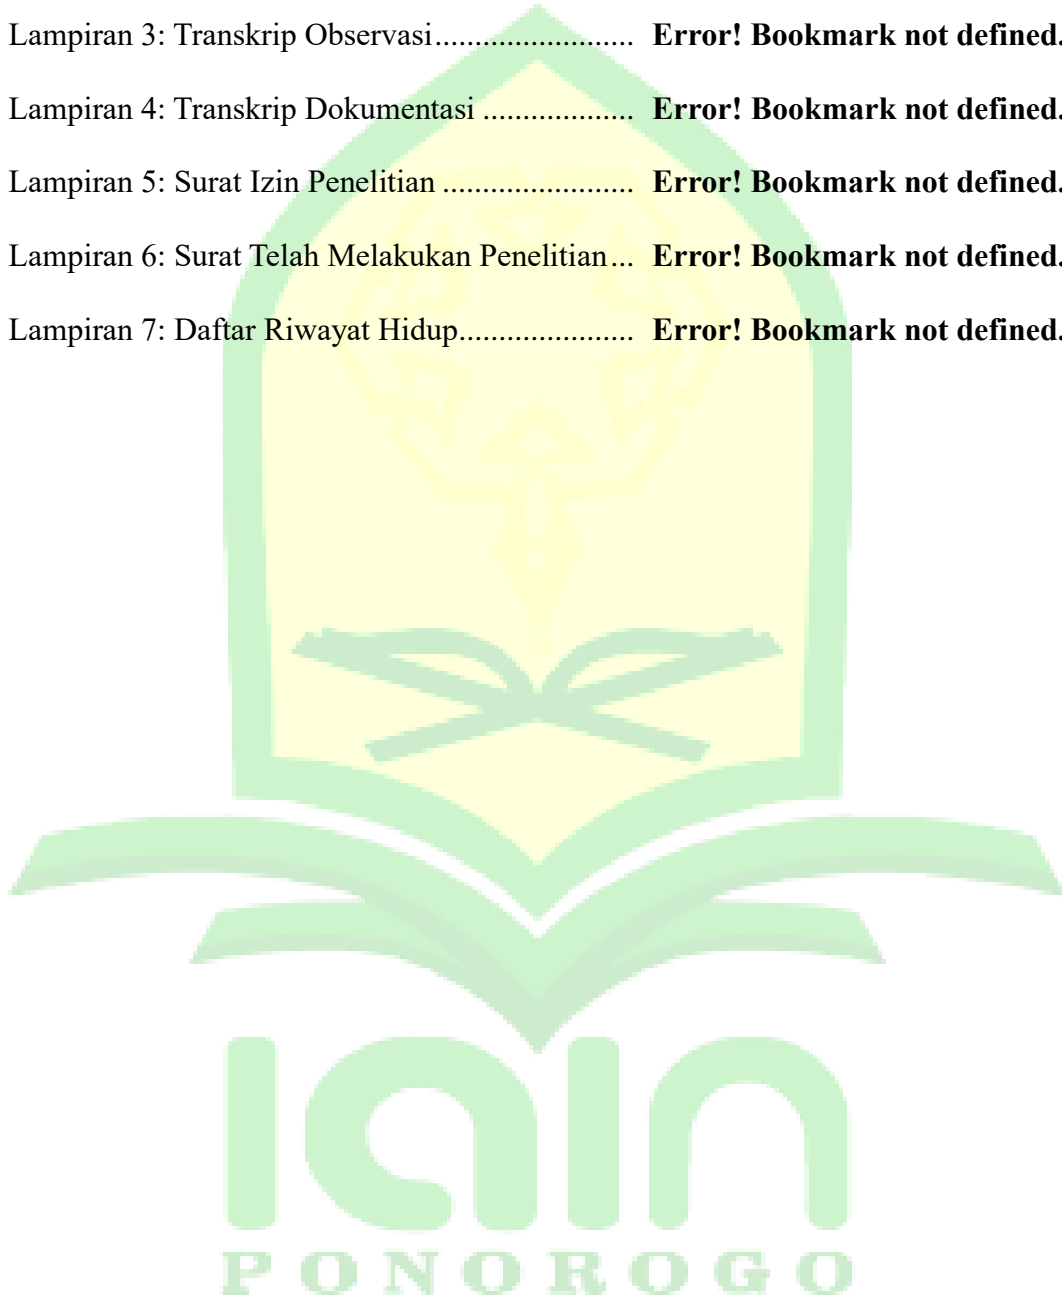 Lampiran 3: Transkrip Observasi......................... Error! Bookmark not defined.
Lampiran 4: Transkrip Dokumentasi ................... Error! Bookmark not defined.
Lampiran 5: Surat Izin Penelitian ........................ Error! Bookmark not defined.
Lampiran 6: Surat Telah Melakukan Penelitian... Error! Bookmark not defined.
Lampiran 7: Daftar Riwayat Hidup...................... Error! Bookmark not defined.
iain
PONOROGO